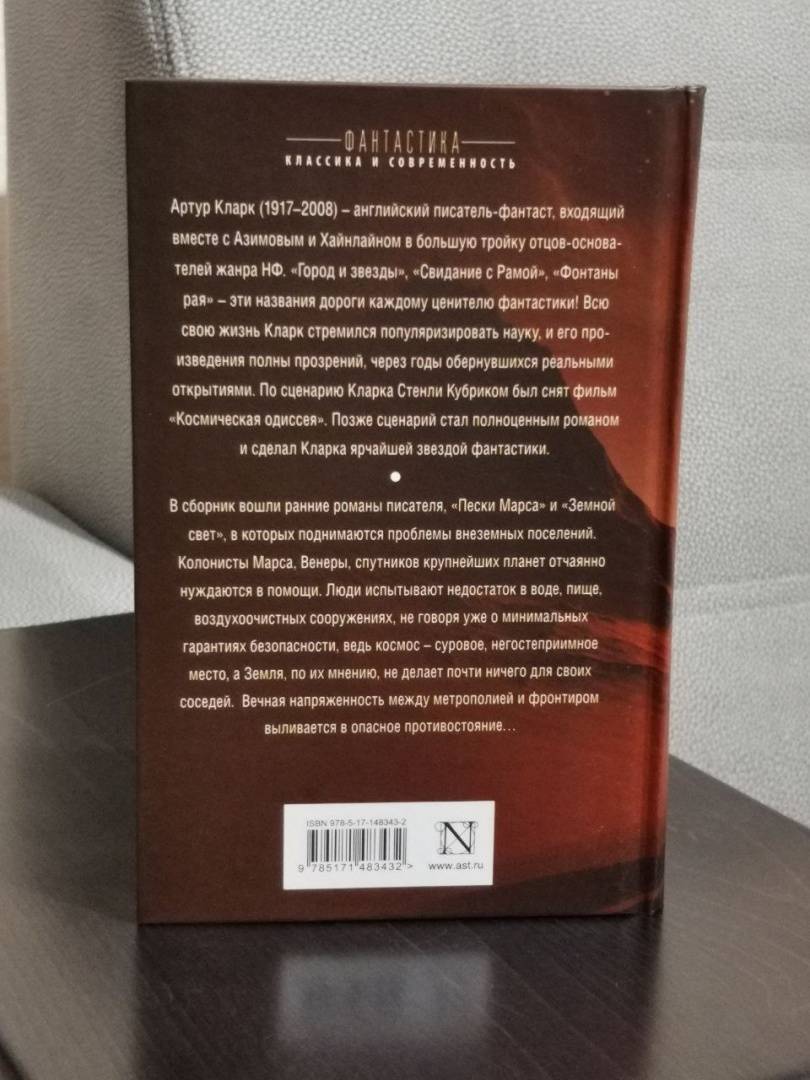 ФАНТАСТИКА
КЛАССИКА И СОВРЕМЕННОСТЬ
Артур Кларк (1917–2008) – английский писатель-фантаст, входящий
вместе с Азимовым и Хайнлайном в большую тройку отцов-основа-
телей жанра НФ. «Город и звезды», «Свидание с Рамой», «Фонтаны
рая» – эти названия дороги каждому ценителю фантастики! Всю
свою жизнь Кларк стремился популяризировать науку, и его про-
изведения полны прозрений, через годы обернувшихся реальными
открытиями. По сценарию Кларка Стенли Кубриком был снят фильм
«Космическая одиссея». Позже сценарий стал полноценным романом
и сделал Кларка ярчайшей звездой фантастики.
В сборник вошли ранние романы писателя, «Пески Марса» и «Земной
свет», в которых поднимаются проблемы внеземных поселений.
Колонисты Марса, Венеры, спутников крупнейших планет отчаянно
нуждаются в помощи. Люди испытывают недостаток в воде, пище,
воздухоочистных сооружениях, не говоря уже о минимальных
гарантиях безопасности, ведь космос – суровое, негостеприимное
место, а Земля, по их мнению, не делает почти ничего для своих
соседей. Вечная напряженность между метрополией и фронтиром
выливается в опасное противостояние...
ISBN 978-5-17-148343-2
9 785171 483432 >
N
www.ast.ru